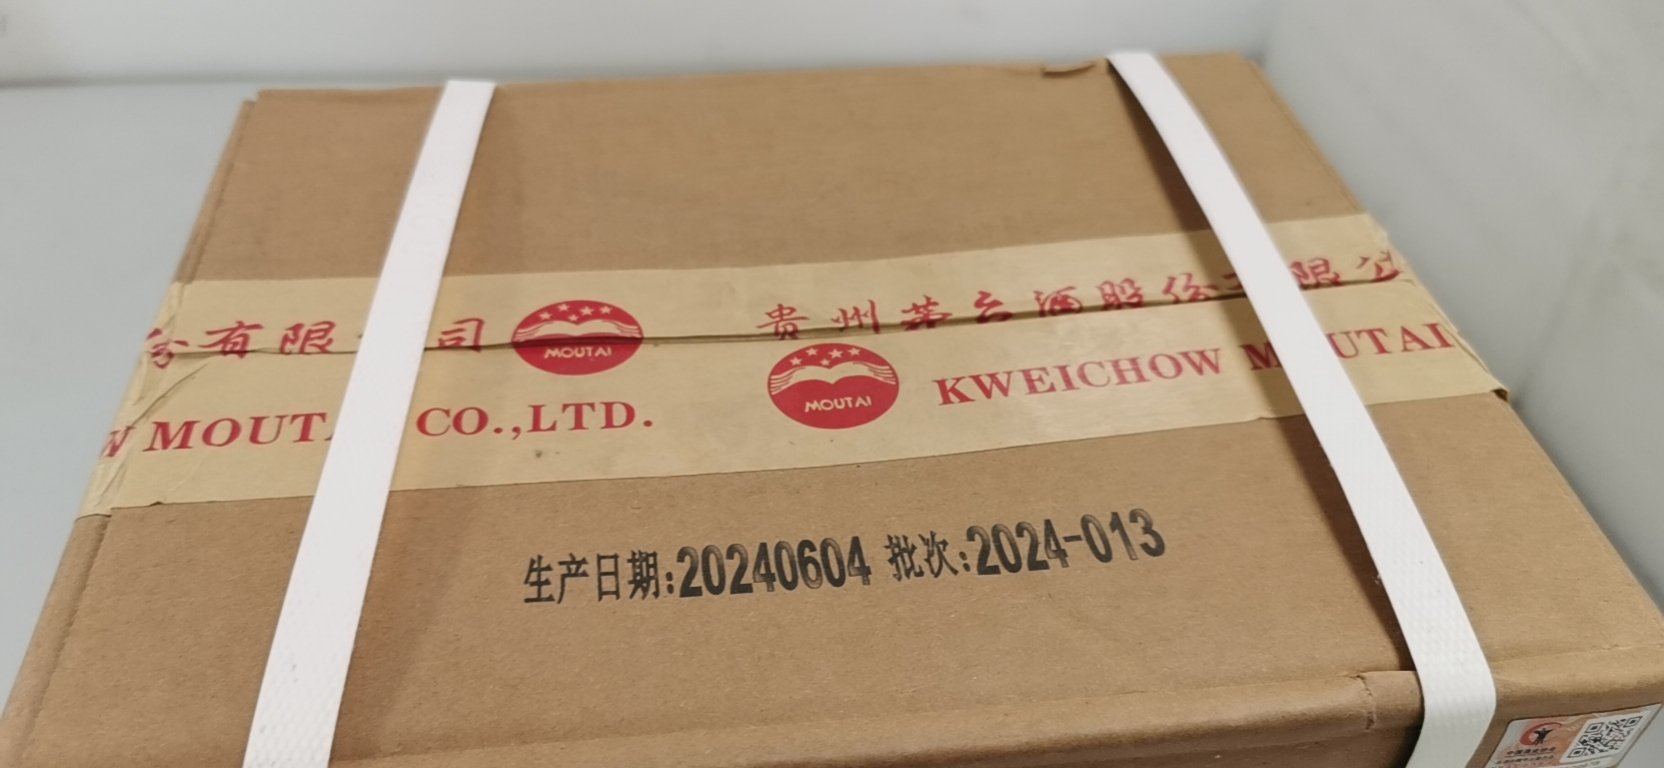 份有限 司
MOUTAI
贵州茅台酒股份有限公
MOUTAI
MOUT CO.,LTD.
KWEICHOW M UTAI
生产日期:20240604 批次:2024-013